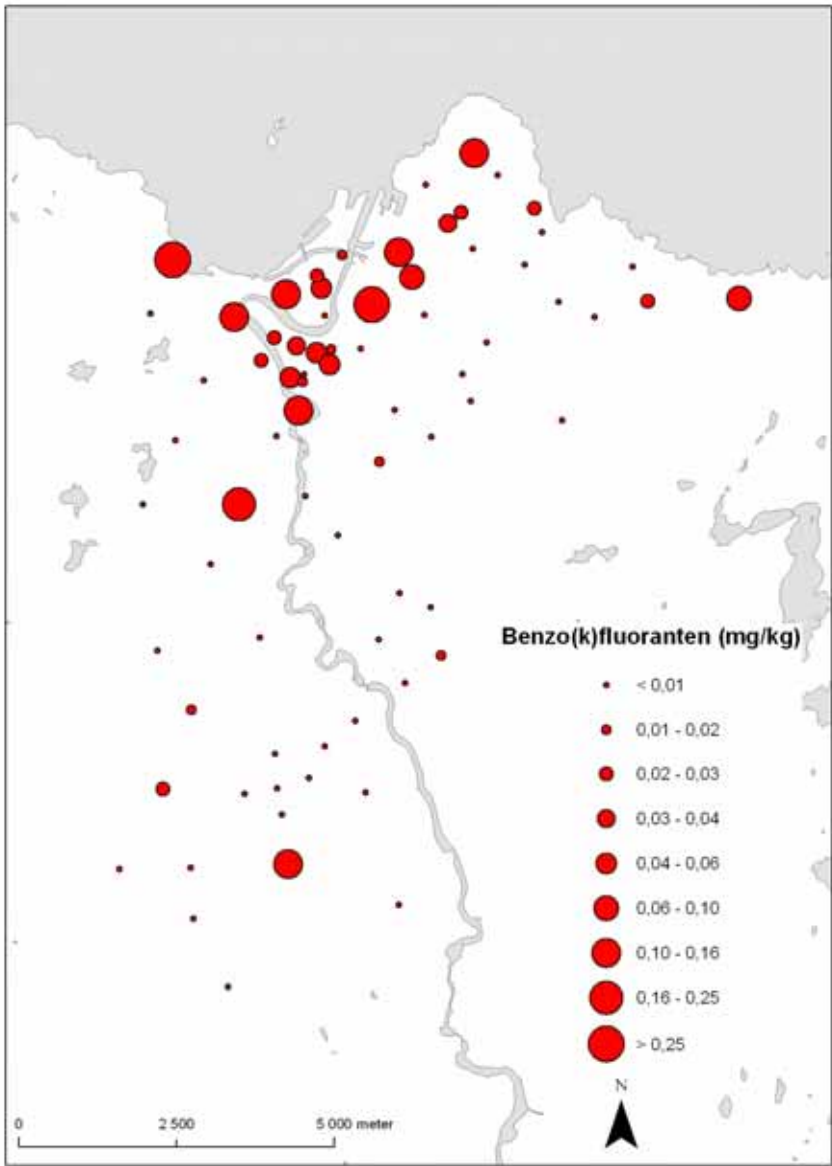 Benzo(k)fluoranten (mg/kg)
< 0,01
0,01 - 0,02
0,02 - 0,03
0,03 - 0,04
0,04 - 0,06
0,06 - 0,10
0,10 - 0,16
0,16 - 0,25
> 0,25
N
0 2 500 5 000 meter